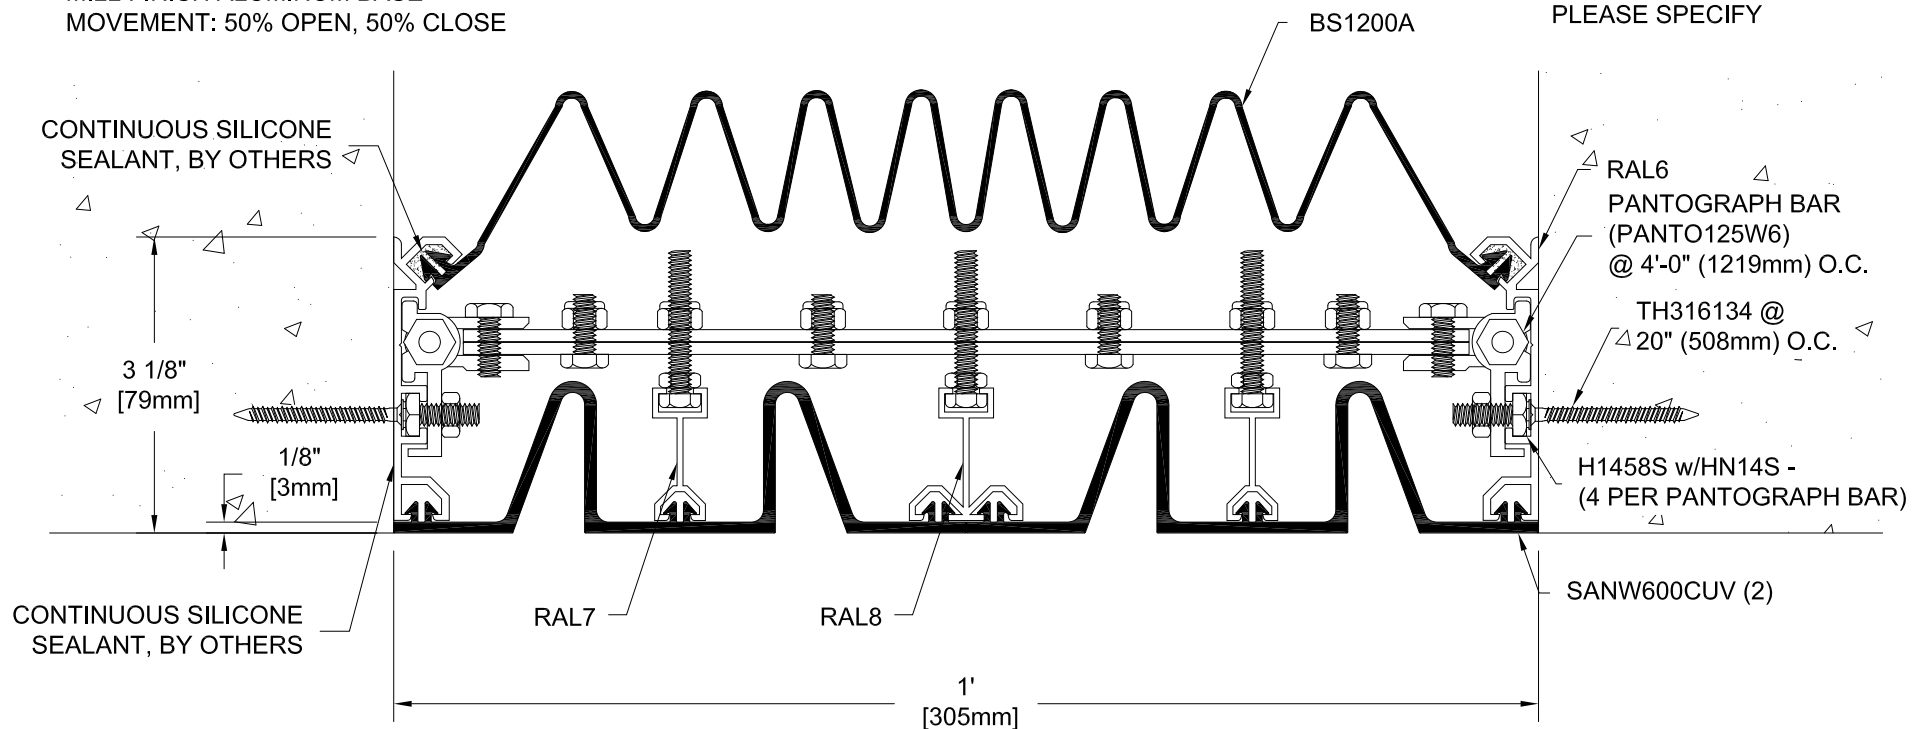 MOVEMENT: 50% OPEN, 50% CLOSE
BS1200A
PLEASE SPECIFY
CONTINUOUS SILICONE
SEALANT, BY OTHERS
RAL6
PANTOGRAPH BAR
(PANTO125W6)
@ 4'-0" (1219mm) O.C.
TH316134 @
20" (508mm) O.C.
3 1/8"
[79mm]
1/8"
[3mm]
H1458S w/HN14S -
(4 PER PANTOGRAPH BAR)
CONTINUOUS SILICONE
SEALANT, BY OTHERS
RAL7
RAL8
SANW600CUV (2)
1'
[305mm]